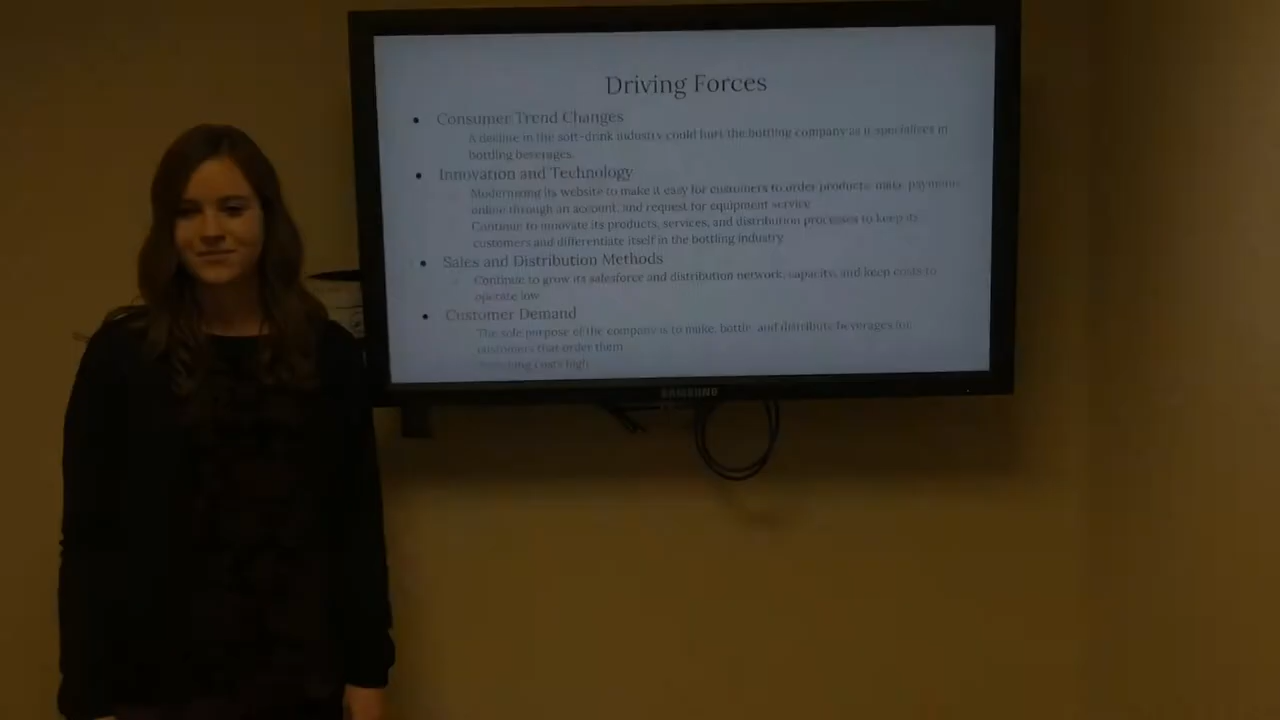 Driving Forces
Consumer Trend Changes
A decline in the soft-drink industry could hurt the bottling company as it specializes in
bottling beverages.
Innovation and Technology
Modernizing its website to make it easy for customers to order products, make payments
online through an account, and request for equipment service
Continue to innovate its products, services, and distribution processes to keep its
customers and differentiate itself in the bottling industry
Sales and Distribution Methods
Continue to grow its salesforce and distribution network, capacity, and keep costs to
operate low
Customer Demand
The sole purpose of the company is to make, bottle, and distribute beverages for
customers that order them
costs high
SAMSUNG